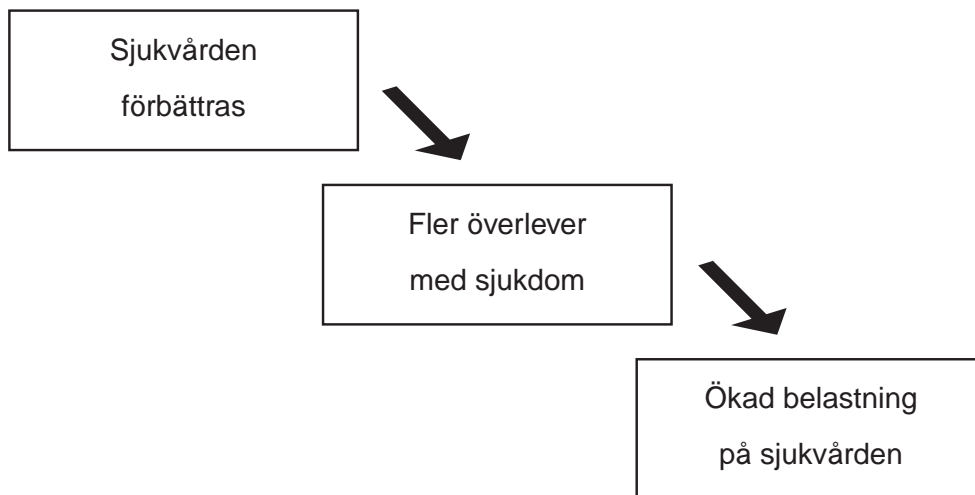 Sjukvården
förbättras
Fler överlever
med sjukdom
Ökad belastning
på sjukvården